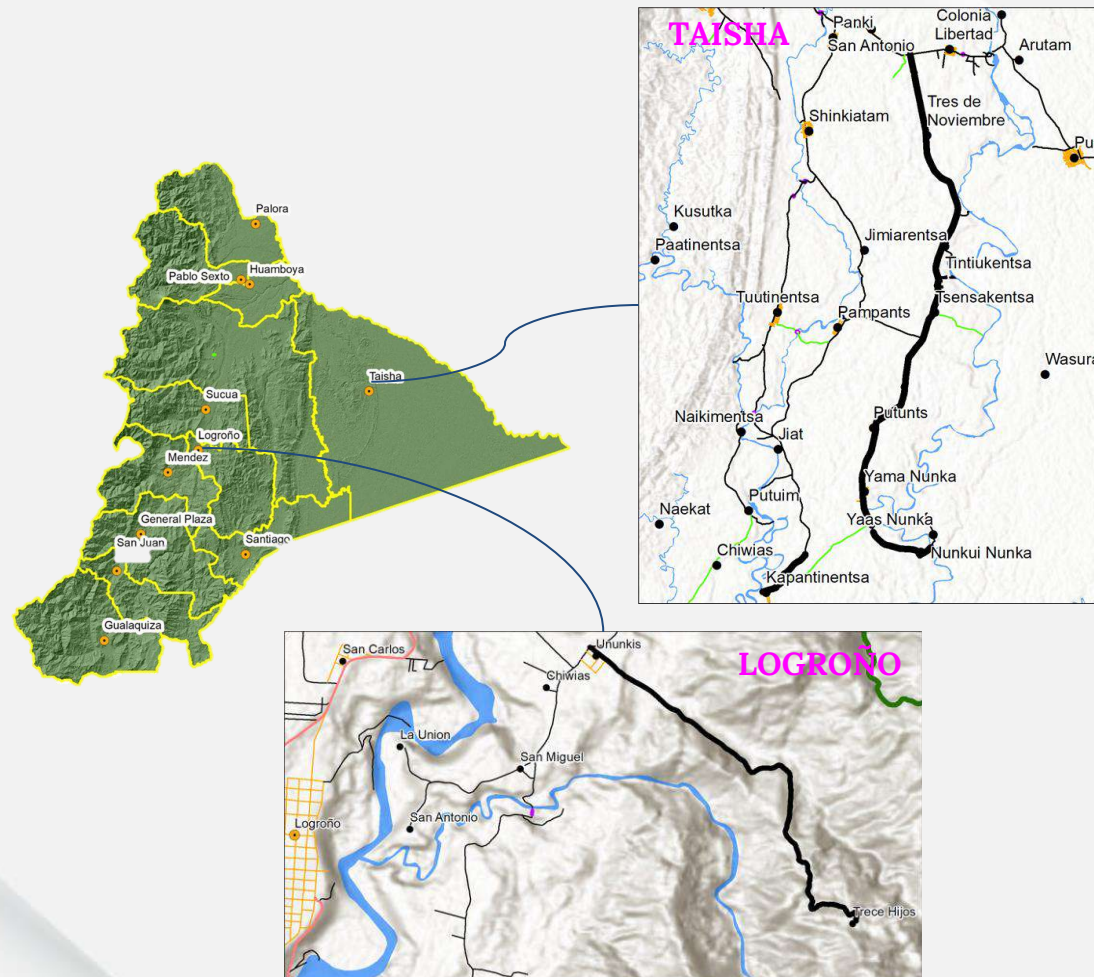 TAISHA
Panki
San Antonio
Colonia
Libertad
Arutam
Tres de
Noviembre
Shinkiatam
Pu
Kusutka
Paatinentsa
Jimiarentsa
Tintiukentsa
Tuutinentsa
Tsensakentsa
Pampants
Wasura
Naikimentsa
Putunts
Jiat
Yama Nunka
Putuim
Naekat
Yaas Nunka
Chiwias
Nunkui Nunka
Kapantinentsa
Palora
Pablo Sexto
Huamboya
Taisha
Sucua
Logroño
Mendez
General Plaza
San Juan
Santiago
Gualaquiza
LOGROÑO
San Carlos
Ununkis
Chiwias
La Union
San Miguel
San Antonio
Logroño
Trece Hijos